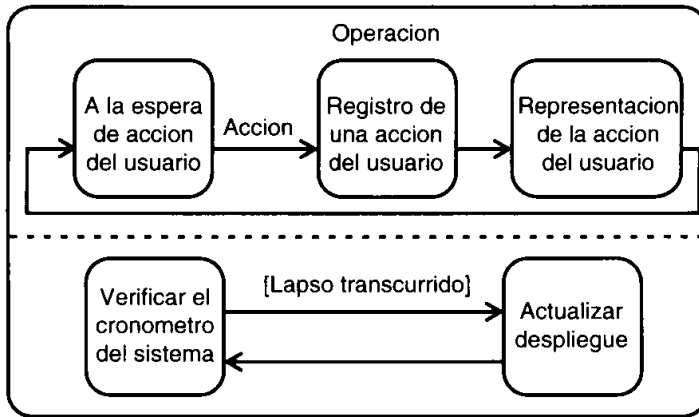 Operacion
A la espera
de accion
del usuario
Accion
Registro de
una accion
del usuario
Representacion
de la accion
del usuario
Verificar el
cronometro
del sistema
[Lapso transcurrido]
Actualizar
despliegue